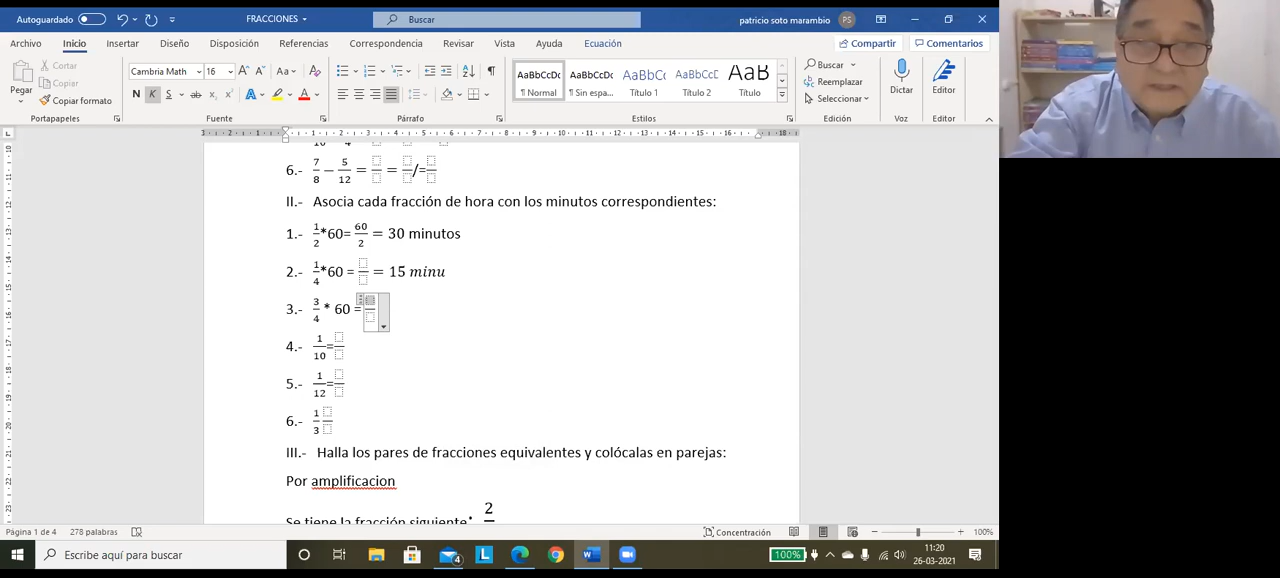 Autoguardado
FRACCIONES
Buscar
patricio soto marambio
PS
Archivo Inicio Insertar Diseño Disposición Referencias Correspondencia Revisar Vista Ayuda Ecuación
Compartir Comentarios
Pegar
Cortar
Copiar
Copiar formato
Cambria Math 16
N K S ab
AaBbCcDc AaBbCcDc AaBbCc AaBbCcD AaB
¶ Normal ¶ Sin espa... Título 1 Título 2 Título
Buscar
Reemplazar
Seleccionar
Dictar
Editor
Portapapeles Fuente Párrafo Estilos Edición Voz Editor
6.- 7/8 − 5/12 = = /=
II.- Asocia cada fracción de hora con los minutos correspondientes:
1.- 1/2*60= 60/2 = 30 minutos
2.- 1/4*60 = = 15 minu
3.- 3/4 * 60 =
4.- 1/10=
5.- 1/12=
6.- 1/3
III.- Halla los pares de fracciones equivalentes y colócalas en parejas:
Por amplificacion
Se tiene la fracción siguiente: 2
Página 1 de 4 278 palabras
Concentración
100%
Escribe aquí para buscar
4
100%
11:20
26-03-2021